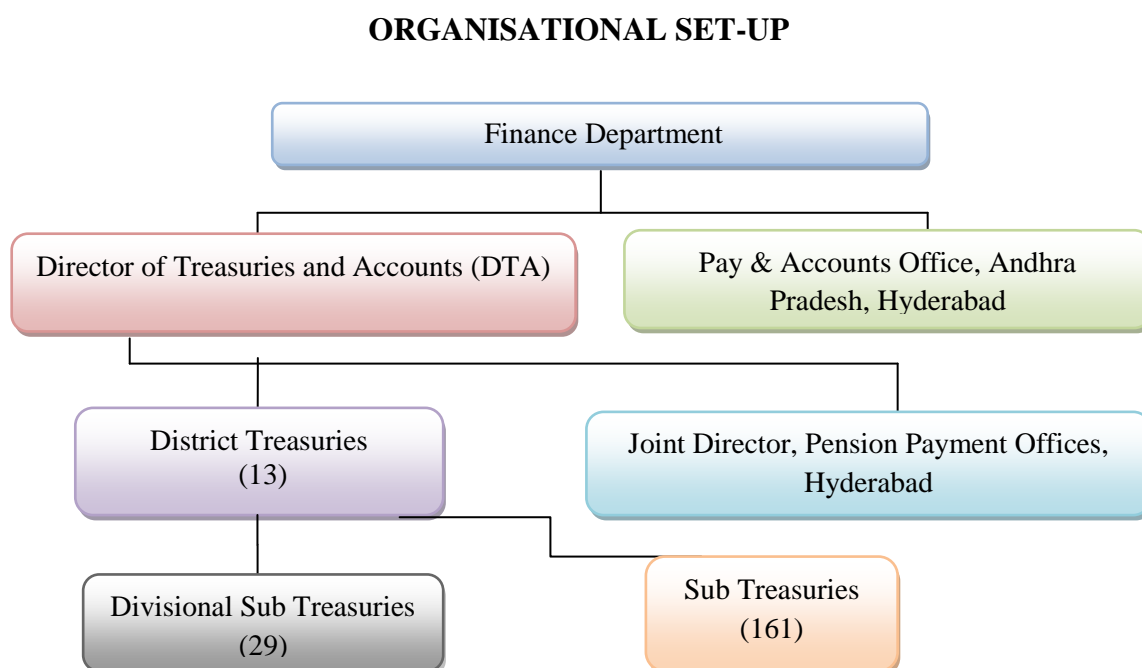 ORGANISATIONAL SET-UP
Finance Department
Director of Treasuries and Accounts (DTA)
Pay & Accounts Office, Andhra
Pradesh, Hyderabad
District Treasuries
(13)
Joint Director, Pension Payment Offices,
Hyderabad
Divisional Sub Treasuries
(29)
Sub Treasuries
(161)